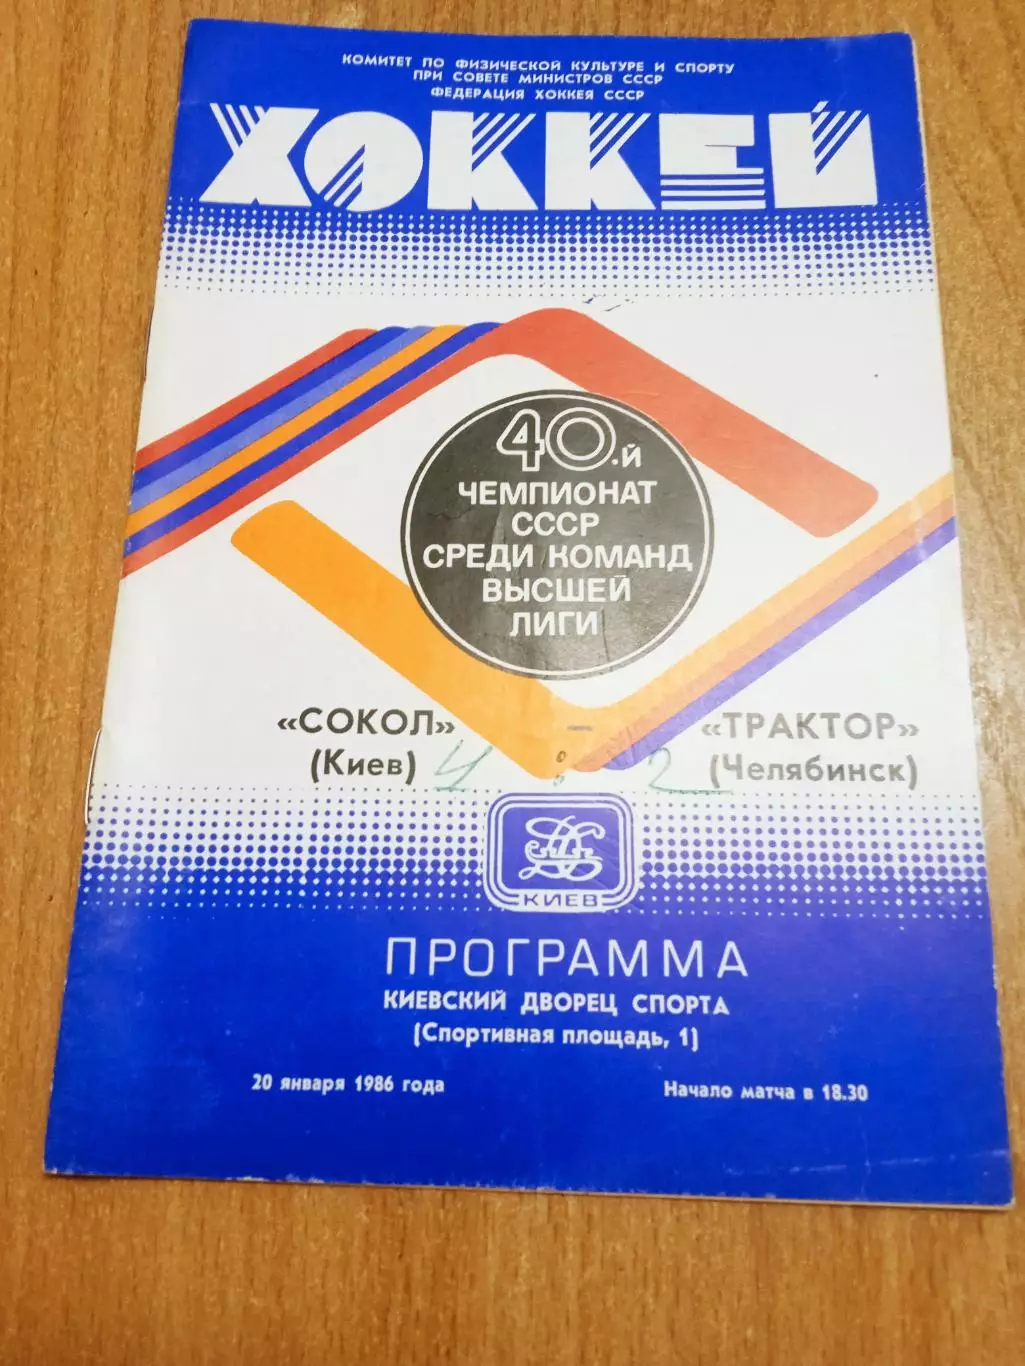 КОМИТЕТ ПО ФИЗИЧЕСКОЙ КУЛЬТУРЕ И СПОРТУ
ПРИ СОВЕТЕ МИНИСТРОВ СССР
ФЕДЕРАЦИЯ ХОККЕЯ СССР
ХОККЕЙ
40-й
ЧЕМПИОНАТ
СССР
СРЕДИ КОМАНД
ВЫСШЕЙ
ЛИГИ
«СОКОЛ» — «ТРАКТОР»
(Киев) 4 : 2 (Челябинск)
КИЕВ
ПРОГРАММА
КИЕВСКИЙ ДВОРЕЦ СПОРТА
(Спортивная площадь, 1)
20 января 1986 года Начало матча в 18.30